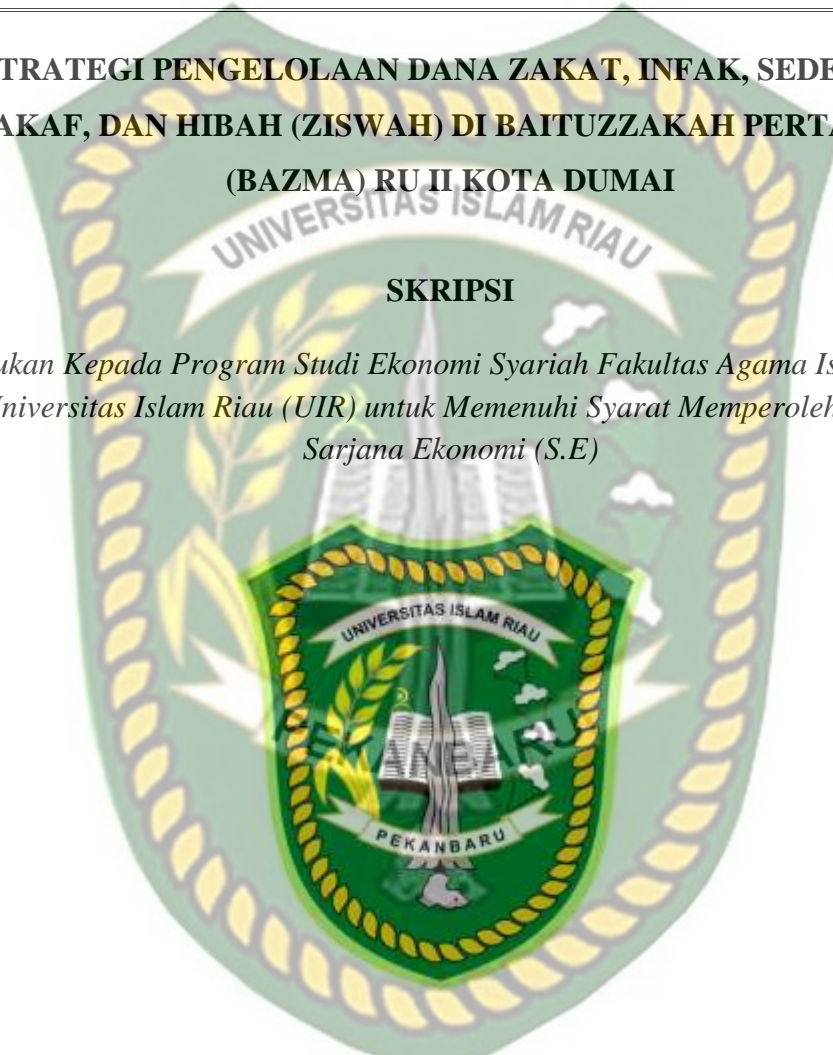 TRATEGI PENGELOLAAN DANA ZAKAT, INFAK, SEDE
AKAF, DAN HIBAH (ZISWAH) DI BAITUZZAKAH PERTA
(BAZMA) RU II KOTA DUMAI
UNIVERSITAS ISLAM RIAU
SKRIPSI
ukan Kepada Program Studi Ekonomi Syariah Fakultas Agama Is
niversitas Islam Riau (UIR) untuk Memenuhi Syarat Memperoleh
Sarjana Ekonomi (S.E)
UNIVERSITAS ISLAM RIAU
PEKANBARU
PEKANBARU